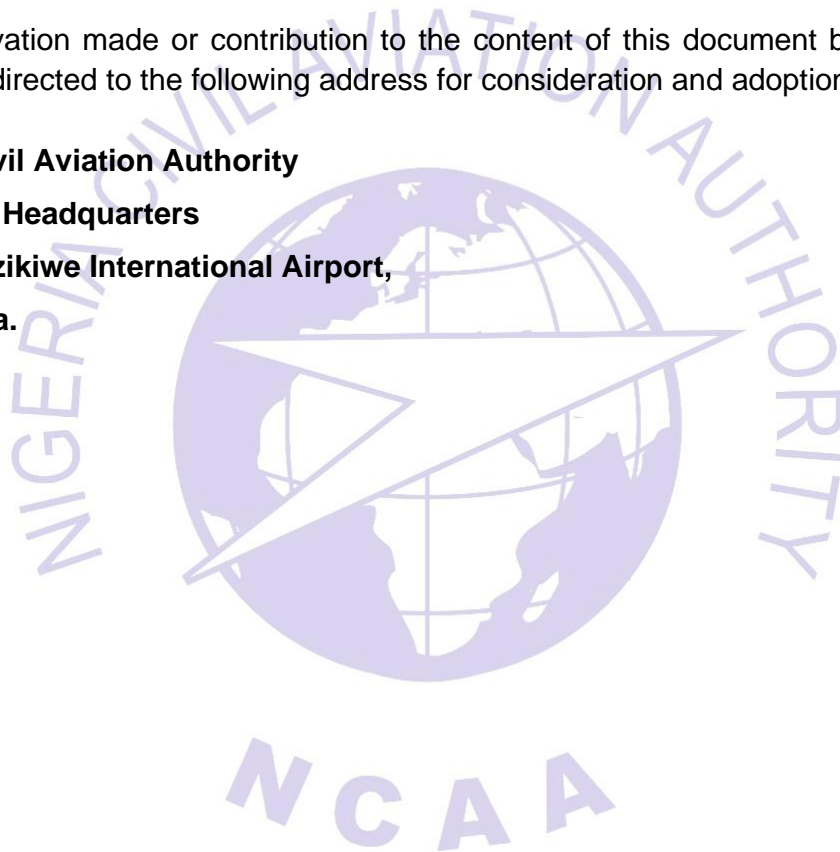 vation made or contribution to the content of this document b
directed to the following address for consideration and adoption
vil Aviation Authority
Headquarters
zikiwe International Airport,
a.
NIGERIA CIVIL AVIATION AUTHORITY
NCAA